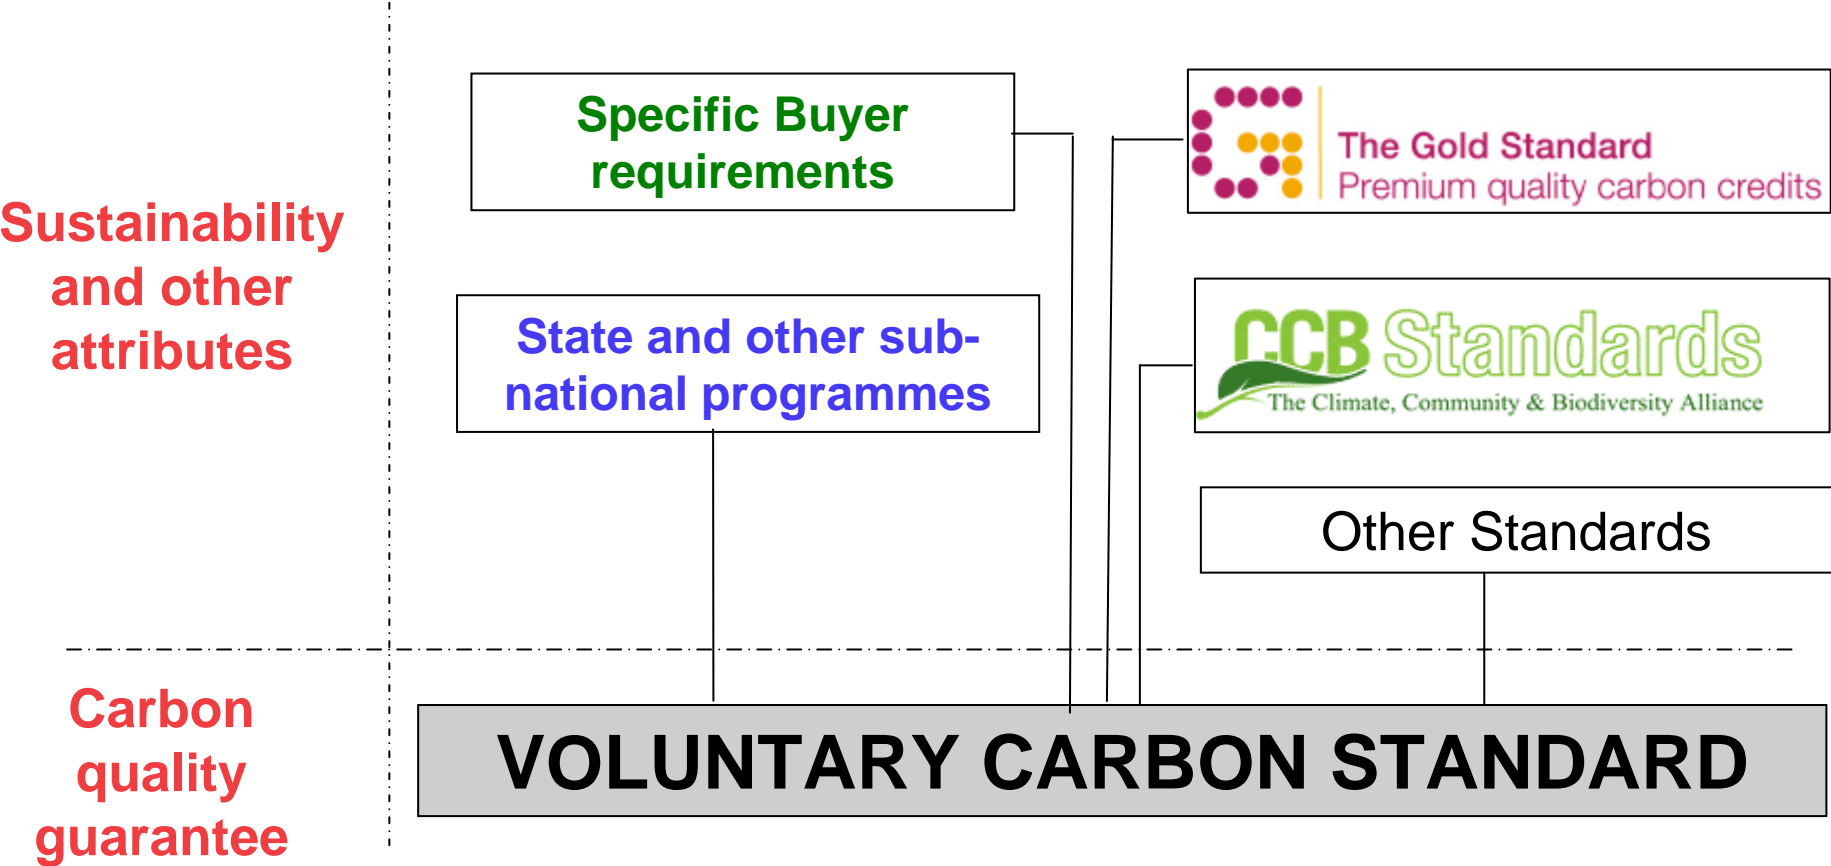 Sustainability
and other
attributes
Specific Buyer
requirements
State and other sub-
national programmes
The Gold Standard
Premium quality carbon credits
CCB Standards
The Climate, Community & Biodiversity Alliance
Other Standards
Carbon
quality
guarantee
VOLUNTARY CARBON STANDARD